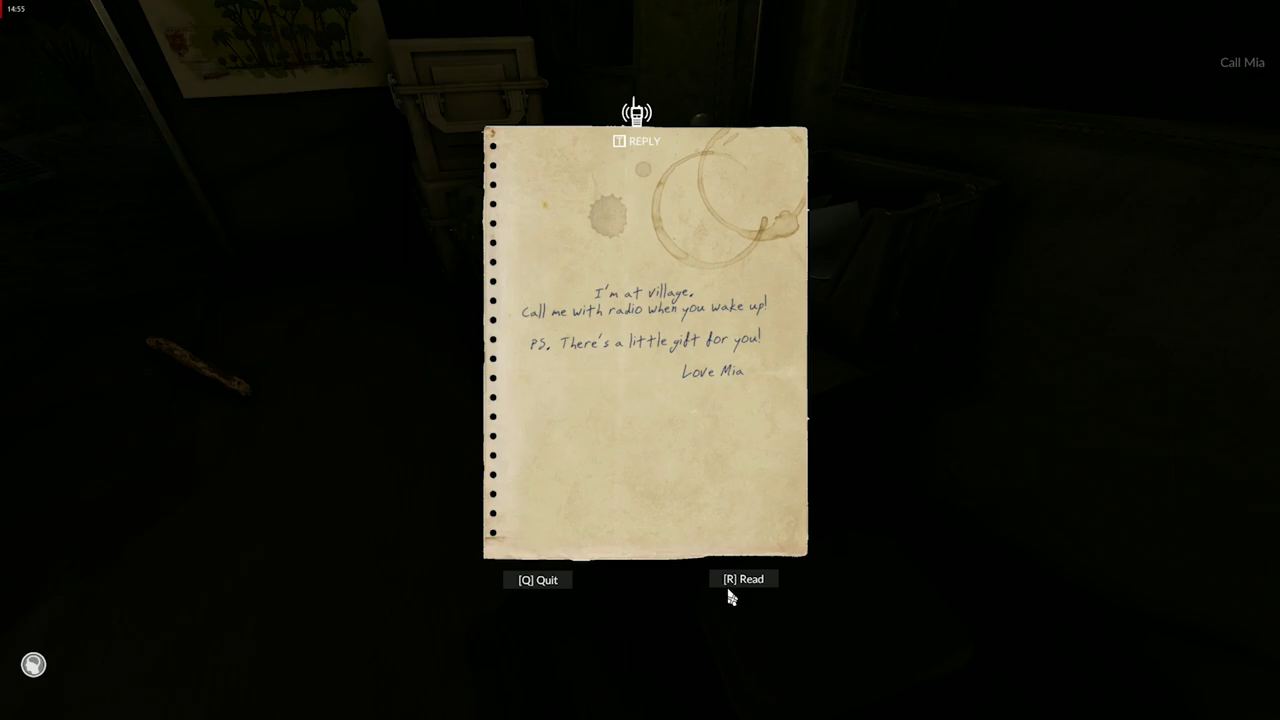 14:55
Call Mia
[T] REPLY
I'm at village.
Call me with radio when you wake up!
PS. There's a little gift for you!
Love Mia
[Q] Quit
[R] Read